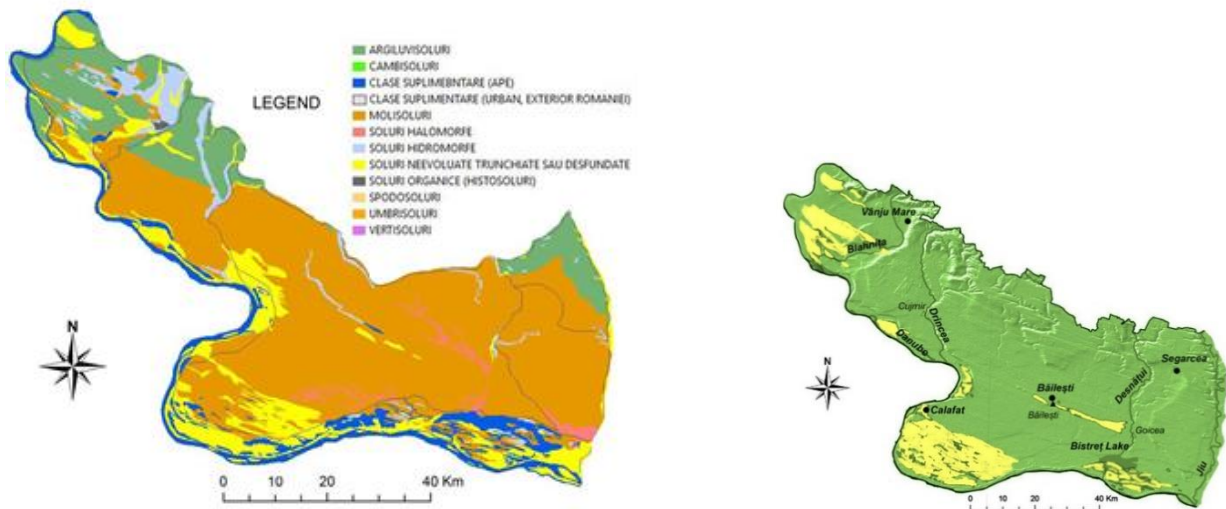 LEGEND
ARGILUVISOLURI
CAMBISOLURI
CLASE SUPLIMEBNTARE (APE)
CLASE SUPLIMENTARE (URBAN, EXTERIOR ROMANIEI)
MOLISOLURI
SOLURI HALOMORFE
SOLURI HIDROMORFE
SOLURI NEEVOLUATE TRUNCHIATE SAU DESFUNDATE
SOLURI ORGANICE (HISTOSOLURI)
SPODOSOLURI
UMBRISOLURI
VERTISOLURI
N
0 10 20 40 Km
Vânju Mare
Blahnița
Cujmir
Drincea
Danube
Segarcea
Desnățui
Băilești
Băilești
Calafat
Goicea
Bistreț Lake
Jiu
N
0 10 20 40 Km